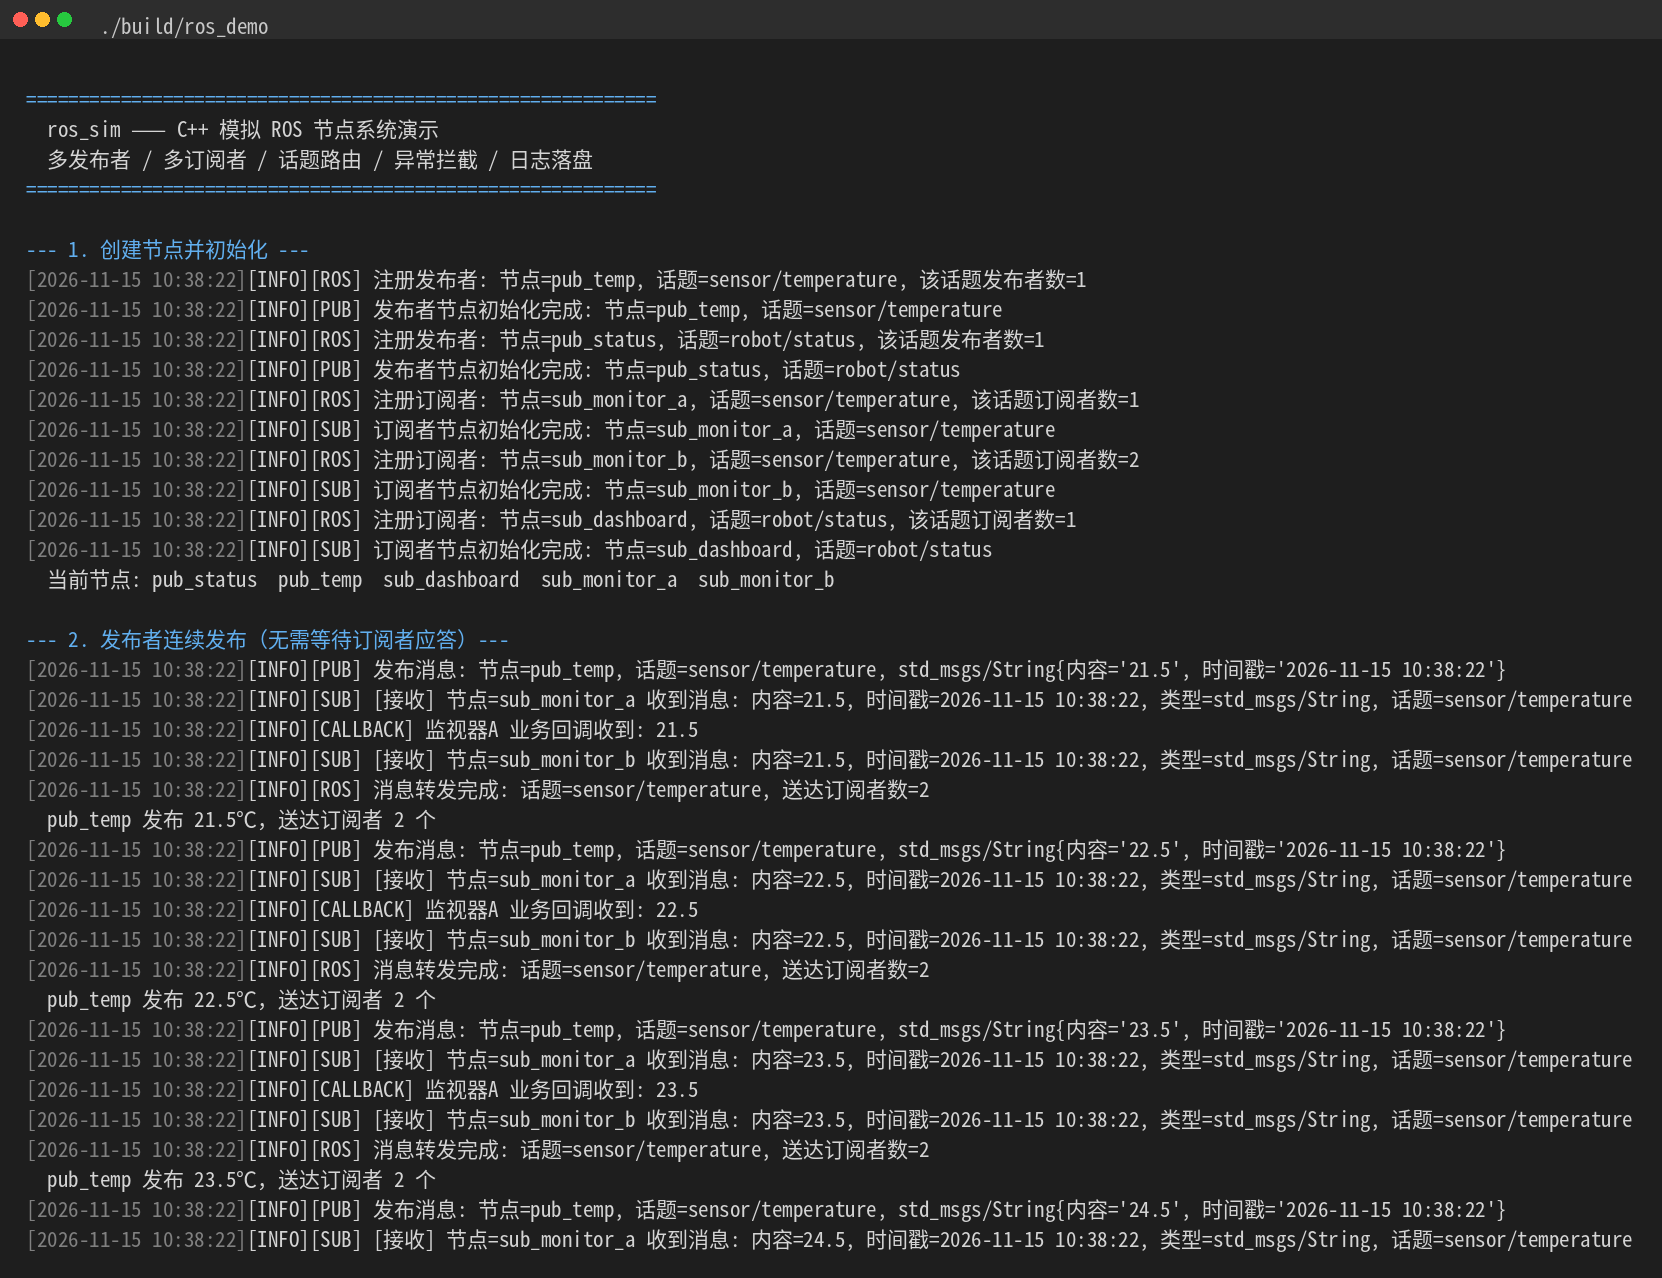 ./build/ros_demo
============================================================
ros_sim —— C++ 模拟 ROS 节点系统演示
多发布者 / 多订阅者 / 话题路由 / 异常拦截 / 日志落盘
============================================================
--- 1. 创建节点并初始化 ---
[2026-11-15 10:38:22][INFO][ROS] 注册发布者: 节点=pub_temp, 话题=sensor/temperature, 该话题发布者数=1
[2026-11-15 10:38:22][INFO][PUB] 发布者节点初始化完成: 节点=pub_temp, 话题=sensor/temperature
[2026-11-15 10:38:22][INFO][ROS] 注册发布者: 节点=pub_status, 话题=robot/status, 该话题发布者数=1
[2026-11-15 10:38:22][INFO][PUB] 发布者节点初始化完成: 节点=pub_status, 话题=robot/status
[2026-11-15 10:38:22][INFO][ROS] 注册订阅者: 节点=sub_monitor_a, 话题=sensor/temperature, 该话题订阅者数=1
[2026-11-15 10:38:22][INFO][SUB] 订阅者节点初始化完成: 节点=sub_monitor_a, 话题=sensor/temperature
[2026-11-15 10:38:22][INFO][ROS] 注册订阅者: 节点=sub_monitor_b, 话题=sensor/temperature, 该话题订阅者数=2
[2026-11-15 10:38:22][INFO][SUB] 订阅者节点初始化完成: 节点=sub_monitor_b, 话题=sensor/temperature
[2026-11-15 10:38:22][INFO][ROS] 注册订阅者: 节点=sub_dashboard, 话题=robot/status, 该话题订阅者数=1
[2026-11-15 10:38:22][INFO][SUB] 订阅者节点初始化完成: 节点=sub_dashboard, 话题=robot/status
当前节点: pub_status  pub_temp  sub_dashboard  sub_monitor_a  sub_monitor_b
--- 2. 发布者连续发布（无需等待订阅者应答）---
[2026-11-15 10:38:22][INFO][PUB] 发布消息: 节点=pub_temp, 话题=sensor/temperature, std_msgs/String{内容='21.5', 时间戳='2026-11-15 10:38:22'}
[2026-11-15 10:38:22][INFO][SUB] [接收] 节点=sub_monitor_a 收到消息: 内容=21.5, 时间戳=2026-11-15 10:38:22, 类型=std_msgs/String, 话题=sensor/temperature
[2026-11-15 10:38:22][INFO][CALLBACK] 监视器A 业务回调收到: 21.5
[2026-11-15 10:38:22][INFO][SUB] [接收] 节点=sub_monitor_b 收到消息: 内容=21.5, 时间戳=2026-11-15 10:38:22, 类型=std_msgs/String, 话题=sensor/temperature
[2026-11-15 10:38:22][INFO][ROS] 消息转发完成: 话题=sensor/temperature, 送达订阅者数=2
pub_temp 发布 21.5℃, 送达订阅者 2 个
[2026-11-15 10:38:22][INFO][PUB] 发布消息: 节点=pub_temp, 话题=sensor/temperature, std_msgs/String{内容='22.5', 时间戳='2026-11-15 10:38:22'}
[2026-11-15 10:38:22][INFO][SUB] [接收] 节点=sub_monitor_a 收到消息: 内容=22.5, 时间戳=2026-11-15 10:38:22, 类型=std_msgs/String, 话题=sensor/temperature
[2026-11-15 10:38:22][INFO][CALLBACK] 监视器A 业务回调收到: 22.5
[2026-11-15 10:38:22][INFO][SUB] [接收] 节点=sub_monitor_b 收到消息: 内容=22.5, 时间戳=2026-11-15 10:38:22, 类型=std_msgs/String, 话题=sensor/temperature
[2026-11-15 10:38:22][INFO][ROS] 消息转发完成: 话题=sensor/temperature, 送达订阅者数=2
pub_temp 发布 22.5℃, 送达订阅者 2 个
[2026-11-15 10:38:22][INFO][PUB] 发布消息: 节点=pub_temp, 话题=sensor/temperature, std_msgs/String{内容='23.5', 时间戳='2026-11-15 10:38:22'}
[2026-11-15 10:38:22][INFO][SUB] [接收] 节点=sub_monitor_a 收到消息: 内容=23.5, 时间戳=2026-11-15 10:38:22, 类型=std_msgs/String, 话题=sensor/temperature
[2026-11-15 10:38:22][INFO][CALLBACK] 监视器A 业务回调收到: 23.5
[2026-11-15 10:38:22][INFO][SUB] [接收] 节点=sub_monitor_b 收到消息: 内容=23.5, 时间戳=2026-11-15 10:38:22, 类型=std_msgs/String, 话题=sensor/temperature
[2026-11-15 10:38:22][INFO][ROS] 消息转发完成: 话题=sensor/temperature, 送达订阅者数=2
pub_temp 发布 23.5℃, 送达订阅者 2 个
[2026-11-15 10:38:22][INFO][PUB] 发布消息: 节点=pub_temp, 话题=sensor/temperature, std_msgs/String{内容='24.5', 时间戳='2026-11-15 10:38:22'}
[2026-11-15 10:38:22][INFO][SUB] [接收] 节点=sub_monitor_a 收到消息: 内容=24.5, 时间戳=2026-11-15 10:38:22, 类型=std_msgs/String, 话题=sensor/temperature